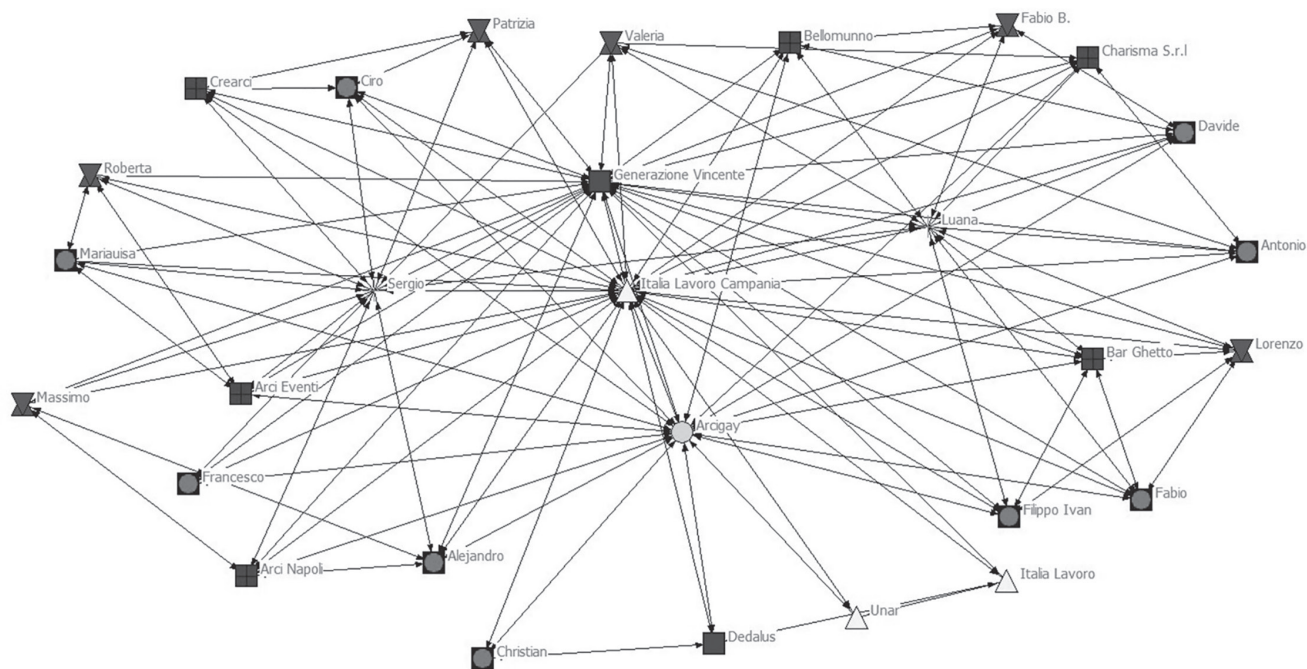 Patrizia
Valeria
Bellomunno
Fabio B.
Charisma S.r.l
Crearci
Ciro
Davide
Roberta
Generazione Vincente
Luana
Antonio
Mariauisa
Sergio
Italia Lavoro Campania
Bar Ghetto
Lorenzo
Massimo
Arci Eventi
Arcigay
Francesco
Fabio
Filippo Ivan
Arci Napoli
Alejandro
Italia Lavoro
Unar
Dedalus
Christian